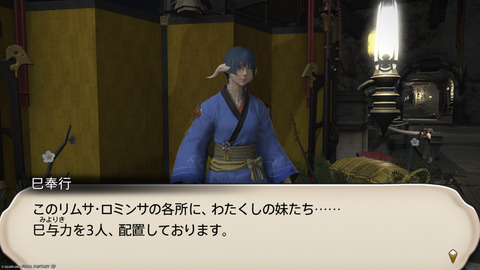 巳奉行
このリムサ・ロミンサの各所に、わたくしの妹たち……
みよりき
巳与力を3人、配置しております。